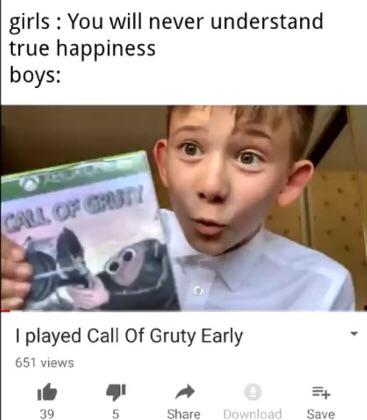 girls : You will never understand
true happiness
boys:
CALL OF GRUTY
I played Call Of Gruty Early
651 views
39 5 Share Download Save